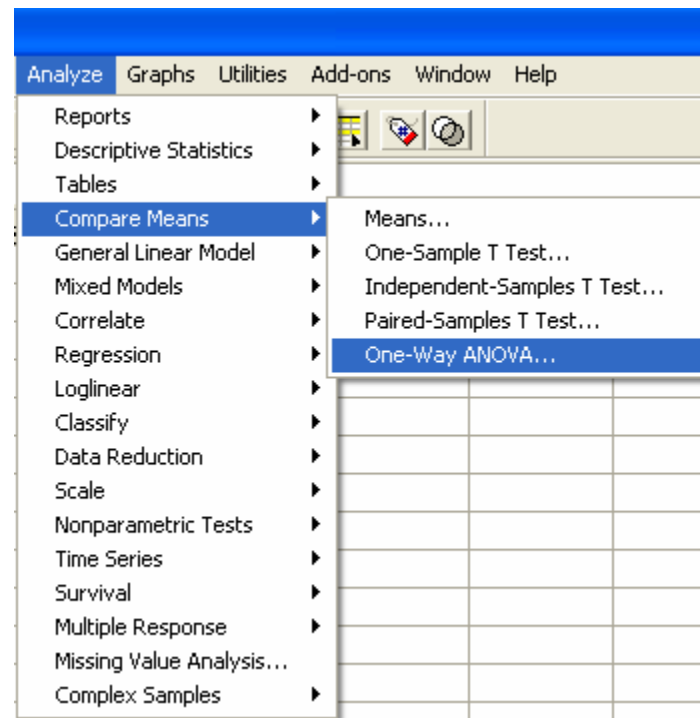 Analyze Graphs Utilities Add-ons Window Help
Reports
Descriptive Statistics
Tables
Compare Means
General Linear Model
Mixed Models
Correlate
Regression
Loglinear
Classify
Data Reduction
Scale
Nonparametric Tests
Time Series
Survival
Multiple Response
Missing Value Analysis...
Complex Samples
Means...
One-Sample T Test...
Independent-Samples T Test...
Paired-Samples T Test...
One-Way ANOVA...